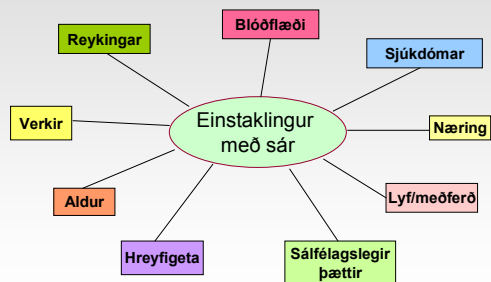 Blóðflæði
Reykingar
Sjúkdómar
Verkir
Einstaklingur
með sár
Næring
Aldur
Lyf/meðferð
Hreyfigeta
Sálfélagslegir
þættir